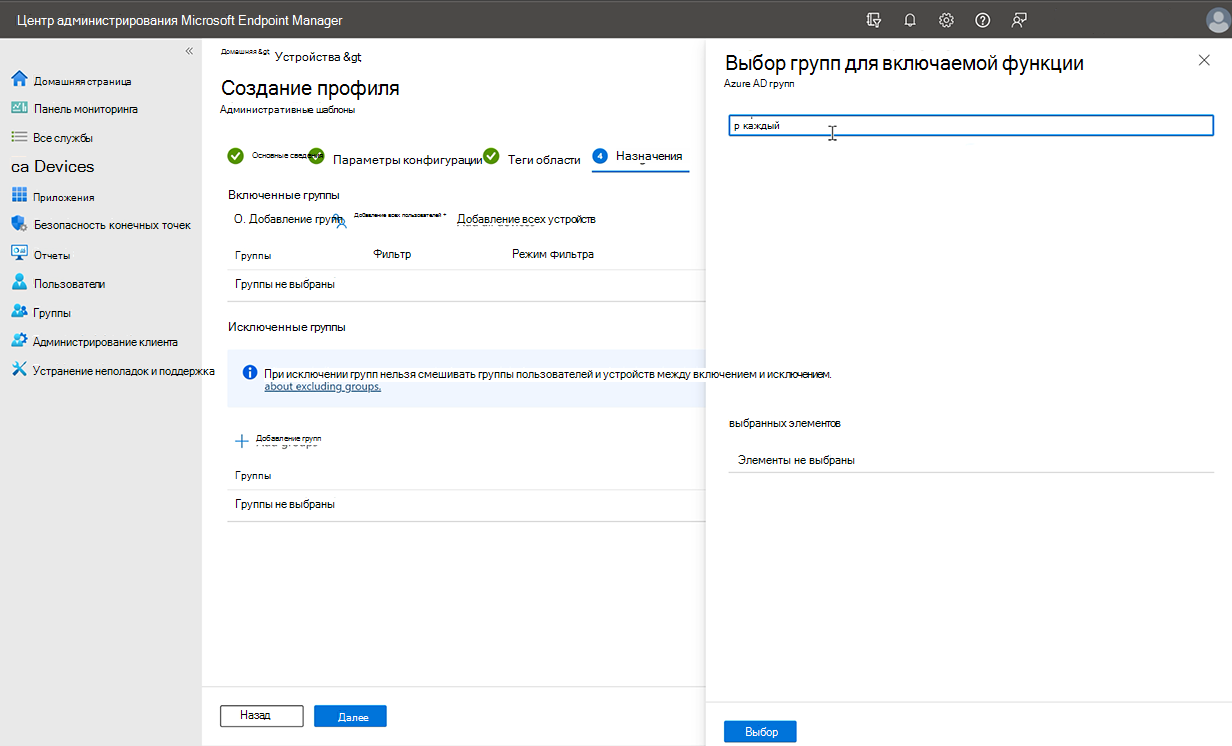 Центр администрирования Microsoft Endpoint Manager
«
Домашняя страница
Панель мониторинга
Все службы
ca Devices
Приложения
Безопасность конечных точек
Отчеты
Пользователи
Группы
Администрирование клиента
Устранение неполадок и поддержка
Домашняя &gt; Устройства &gt;
Создание профиля
Административные шаблоны
Основные сведения Параметры конфигурации Теги области 4 Назначения
Включенные группы
О. Добавление групп Добавление всех пользователей * Добавление всех устройств
Группы Фильтр Режим фильтра
Группы не выбраны
Исключенные группы
При исключении групп нельзя смешивать группы пользователей и устройств между включением и исключением.
about excluding groups.
Добавление групп
Группы
Группы не выбраны
Назад Далее
Выбор групп для включаемой функции
Azure AD групп
р каждый
выбранных элементов
Элементы не выбраны
Выбор